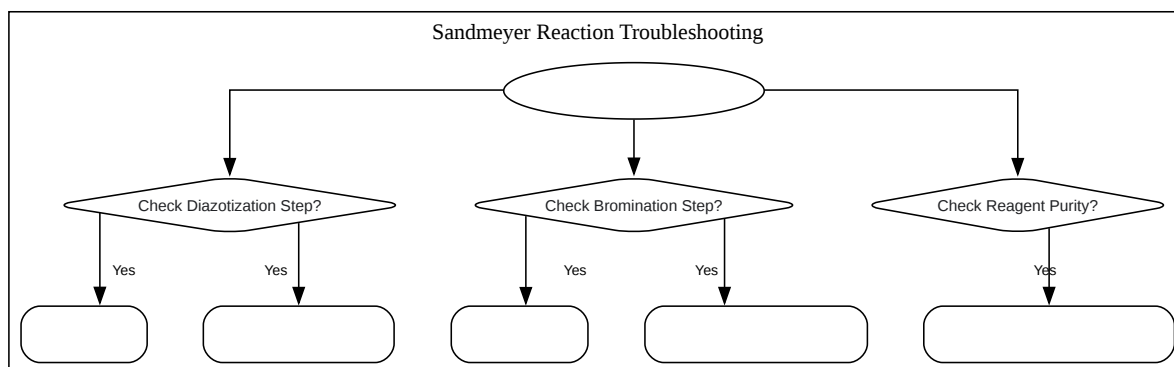 Sandmeyer Reaction Troubleshooting
Check Diazotization Step?
Check Bromination Step?
Check Reagent Purity?
Yes
Yes
Yes
Yes
Yes